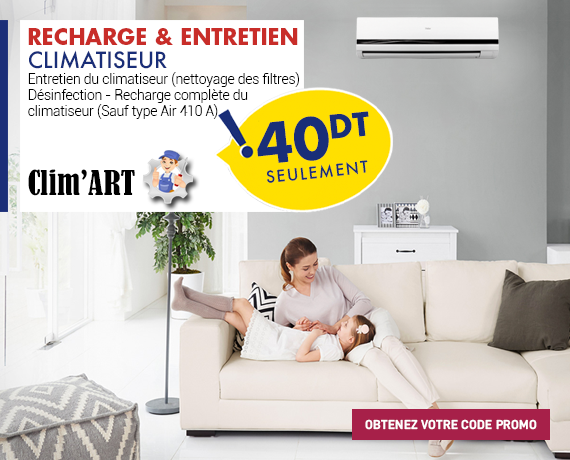 RECHARGE & ENTRETIEN
CLIMATISEUR
Entretien du climatiseur (nettoyage des filtres)
Désinfection - Recharge complète du
climatiseur (Sauf type Air 410 A)
!40DT
SEULEMENT
Clim'ART
OBTENEZ VOTRE CODE PROMO